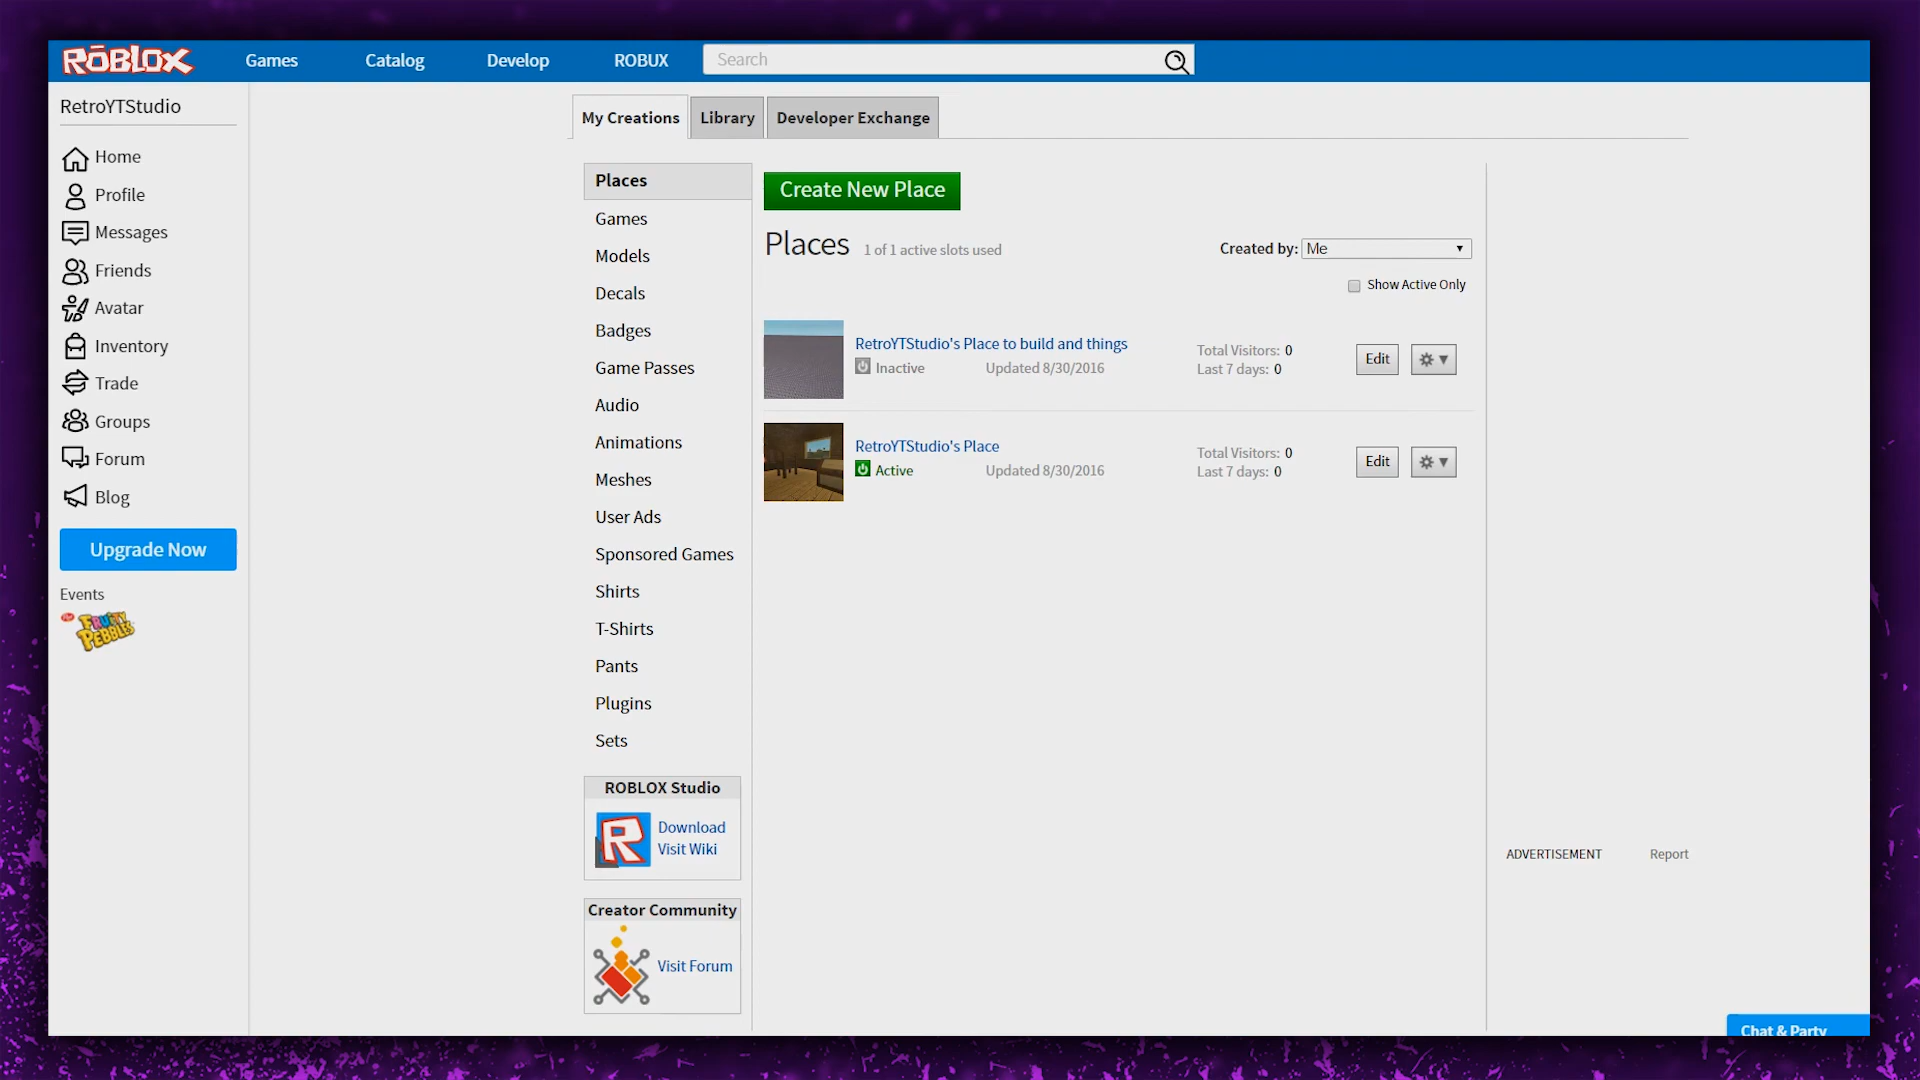 ROBLOX
Games
Catalog
Develop
ROBUX
Search
RetroYTStudio
Home
Profile
Messages
Friends
Avatar
Inventory
Trade
Groups
Forum
Blog
Upgrade Now
Events
Post
FRUITY
PEBBLES
My Creations
Library
Developer Exchange
Places
Games
Models
Decals
Badges
Game Passes
Audio
Animations
Meshes
User Ads
Sponsored Games
Shirts
T-Shirts
Pants
Plugins
Sets
ROBLOX Studio
R
Download
Visit Wiki
Creator Community
Visit Forum
Create New Place
Places 1 of 1 active slots used
Created by: Me
Show Active Only
RetroYTStudio's Place to build and things
Inactive Updated 8/30/2016
Total Visitors: 0
Last 7 days: 0
Edit
RetroYTStudio's Place
Active Updated 8/30/2016
Total Visitors: 0
Last 7 days: 0
Edit
ADVERTISEMENT
Report
Chat & Party